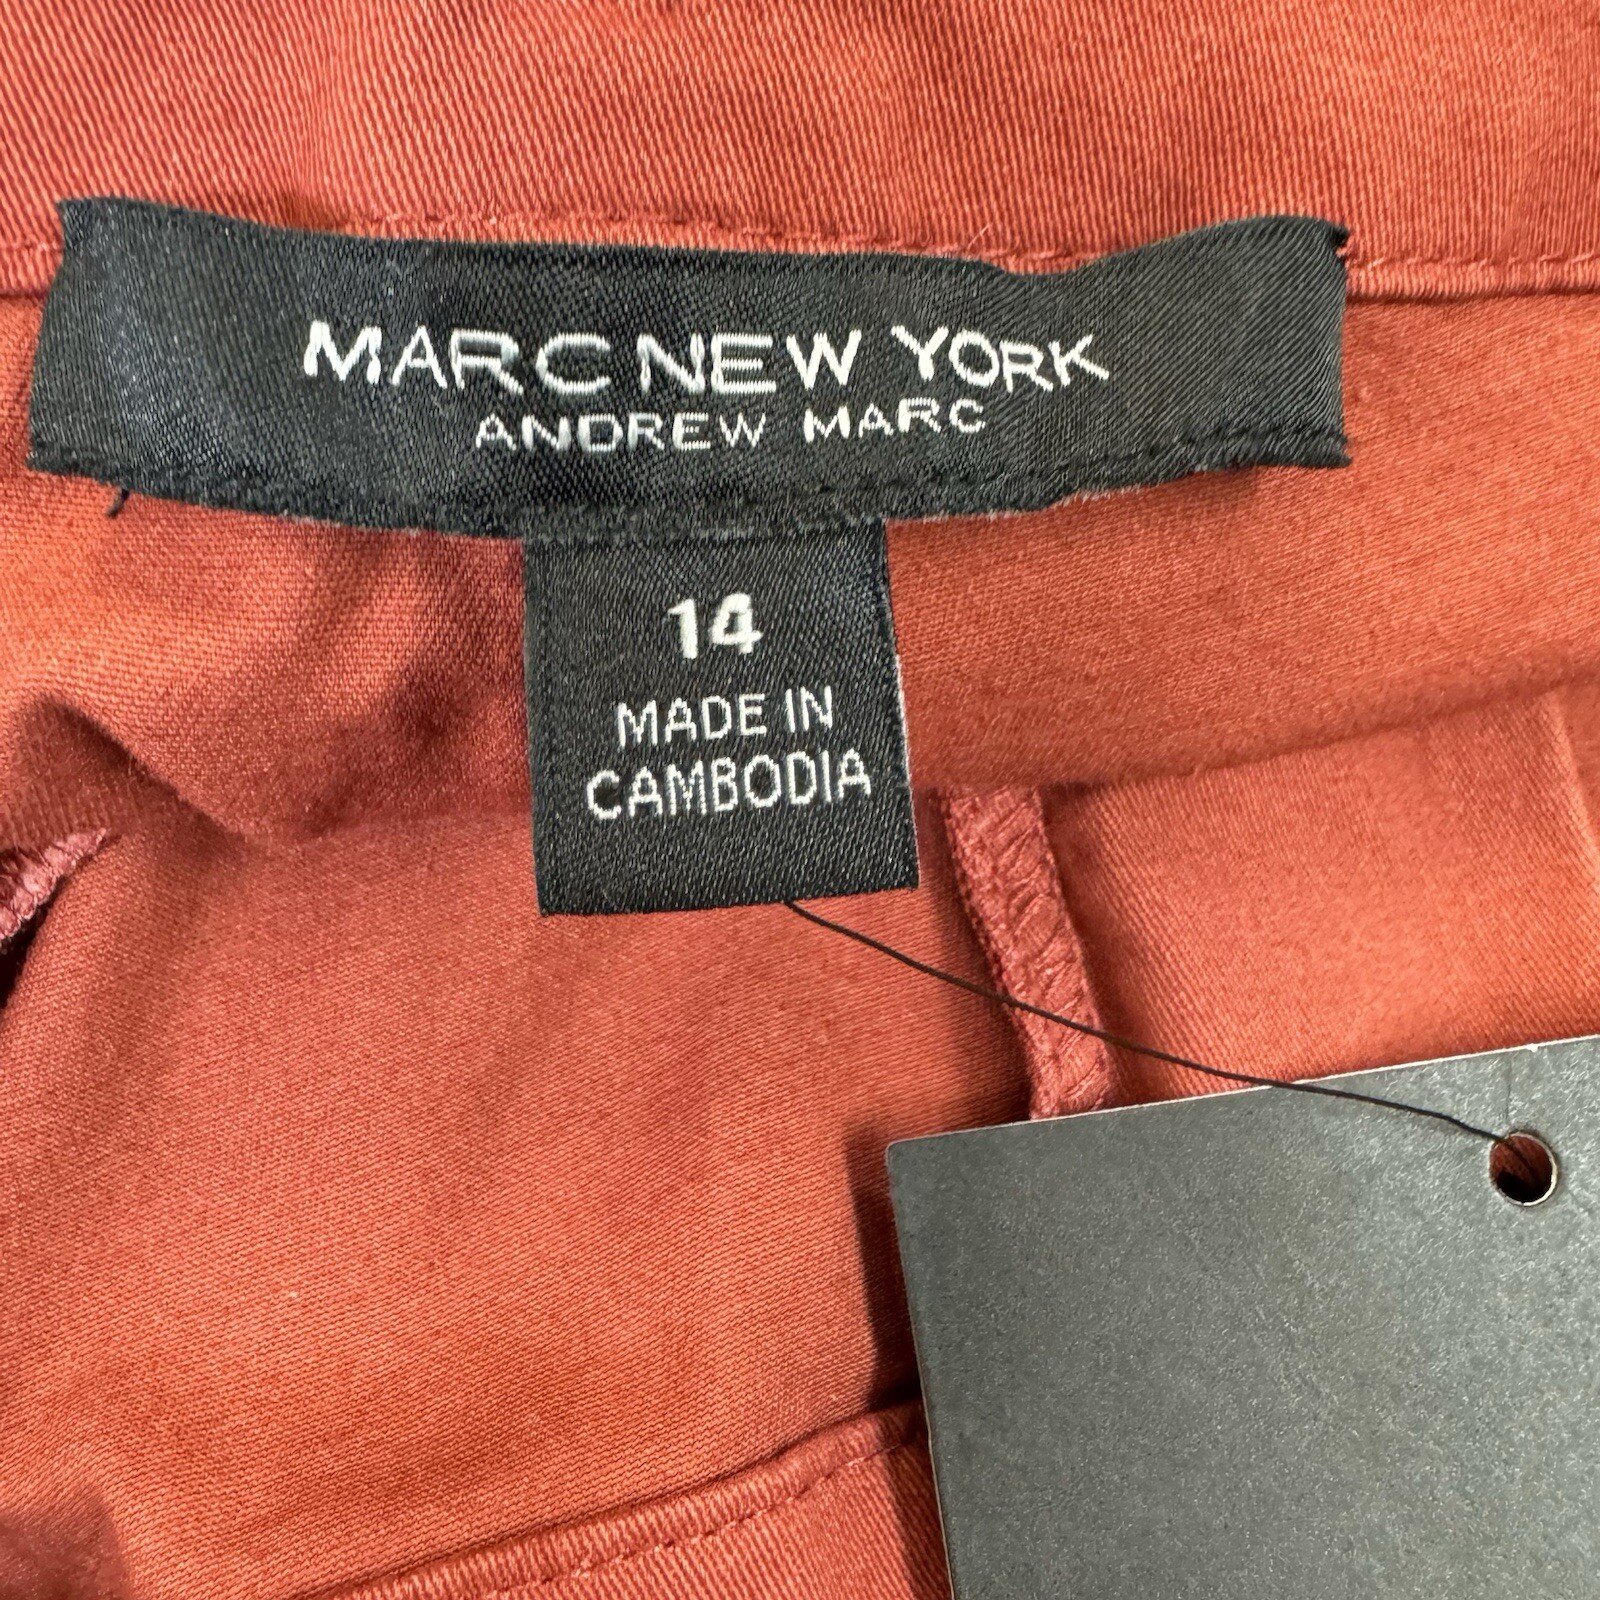 MARC NEW YORK
ANDREW MARC
14
MADE IN
CAMBODIA